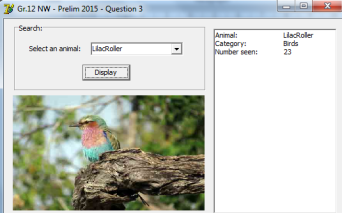 Gr.12 NW - Prelim 2015 - Question 3
Search:
Select an animal: LilacRoller
Display
Animal: LilacRoller
Category: Birds
Number seen: 23